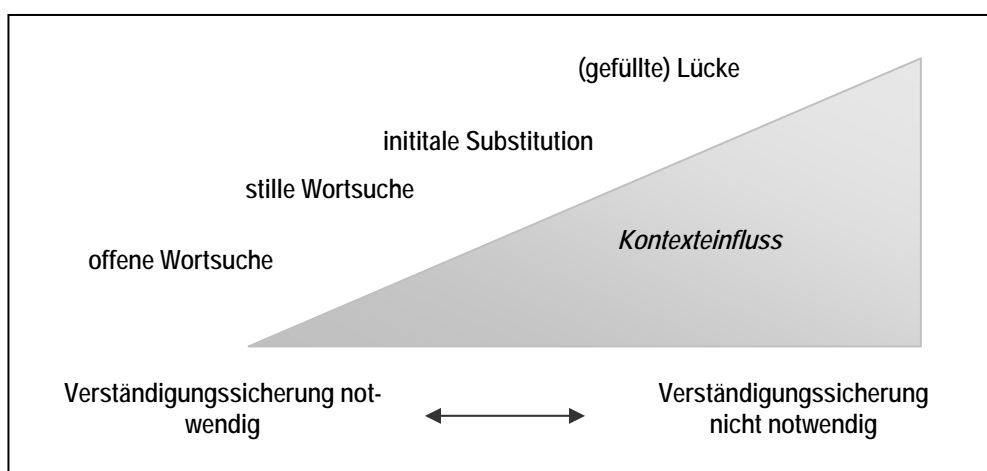 (gefüllte) Lücke
inititale Substitution
stille Wortsuche
Kontexteinfluss
offene Wortsuche
Verständigungssicherung not-
wendig
Verständigungssicherung
nicht notwendig